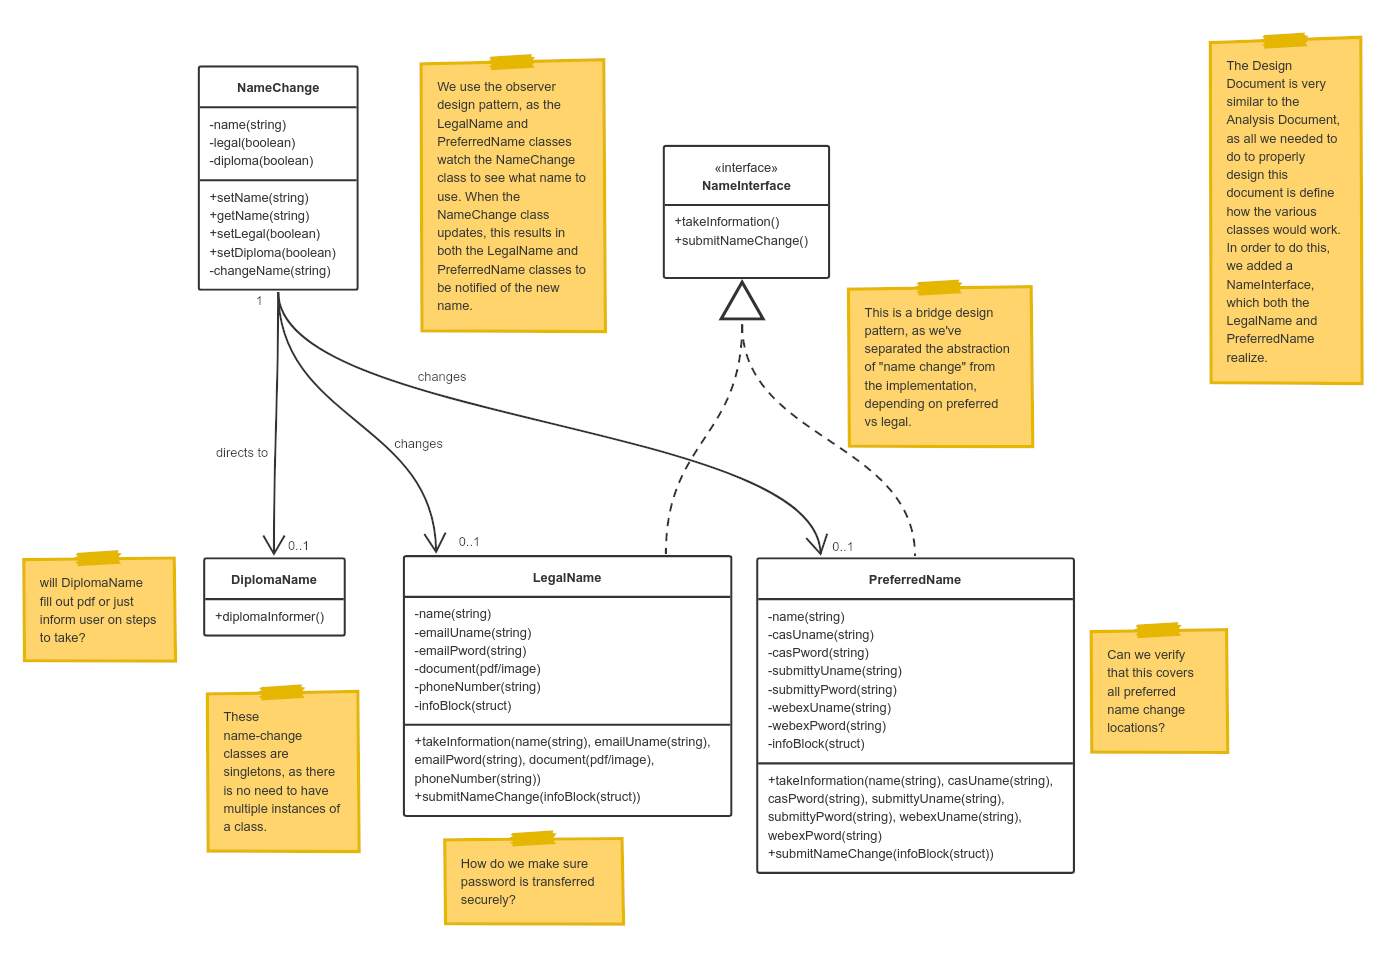 NameChange
-name(string)
-legal(boolean)
-diploma(boolean)
+setName(string)
+getName(string)
+setLegal(boolean)
+setDiploma(boolean)
-changeName(string)
We use the observer
design pattern, as the
LegalName and
PreferredName classes
watch the NameChange
class to see what name to
use. When the
NameChange class
updates, this results in
both the LegalName and
PreferredName classes to
be notified of the new
name.
«interface»
NameInterface
+takeInformation()
+submitNameChange()
The Design
Document is very
similar to the
Analysis Document,
as all we needed to
do to properly
design this
document is define
how the various
classes would work.
In order to do this,
we added a
NameInterface,
which both the
LegalName and
PreferredName
realize.
This is a bridge design
pattern, as we've
separated the abstraction
of "name change" from
the implementation,
depending on preferred
vs legal.
1
changes
changes
directs to
0..1
0..1
0..1
will DiplomaName
fill out pdf or just
inform user on steps
to take?
DiplomaName
+diplomaInformer()
These
name-change
classes are
singletons, as there
is no need to have
multiple instances of
a class.
LegalName
-name(string)
-emailUname(string)
-emailPword(string)
-document(pdf/image)
-phoneNumber(string)
-infoBlock(struct)
+takeInformation(name(string), emailUname(string),
emailPword(string), document(pdf/image),
phoneNumber(string))
+submitNameChange(infoBlock(struct))
How do we make sure
password is transferred
securely?
PreferredName
-name(string)
-casUname(string)
-casPword(string)
-submittyUname(string)
-submittyPword(string)
-webexUname(string)
-webexPword(string)
-infoBlock(struct)
+takeInformation(name(string), casUname(string),
casPword(string), submittyUname(string),
submittyPword(string), webexUname(string),
webexPword(string)
+submitNameChange(infoBlock(struct))
Can we verify
that this covers
all preferred
name change
locations?